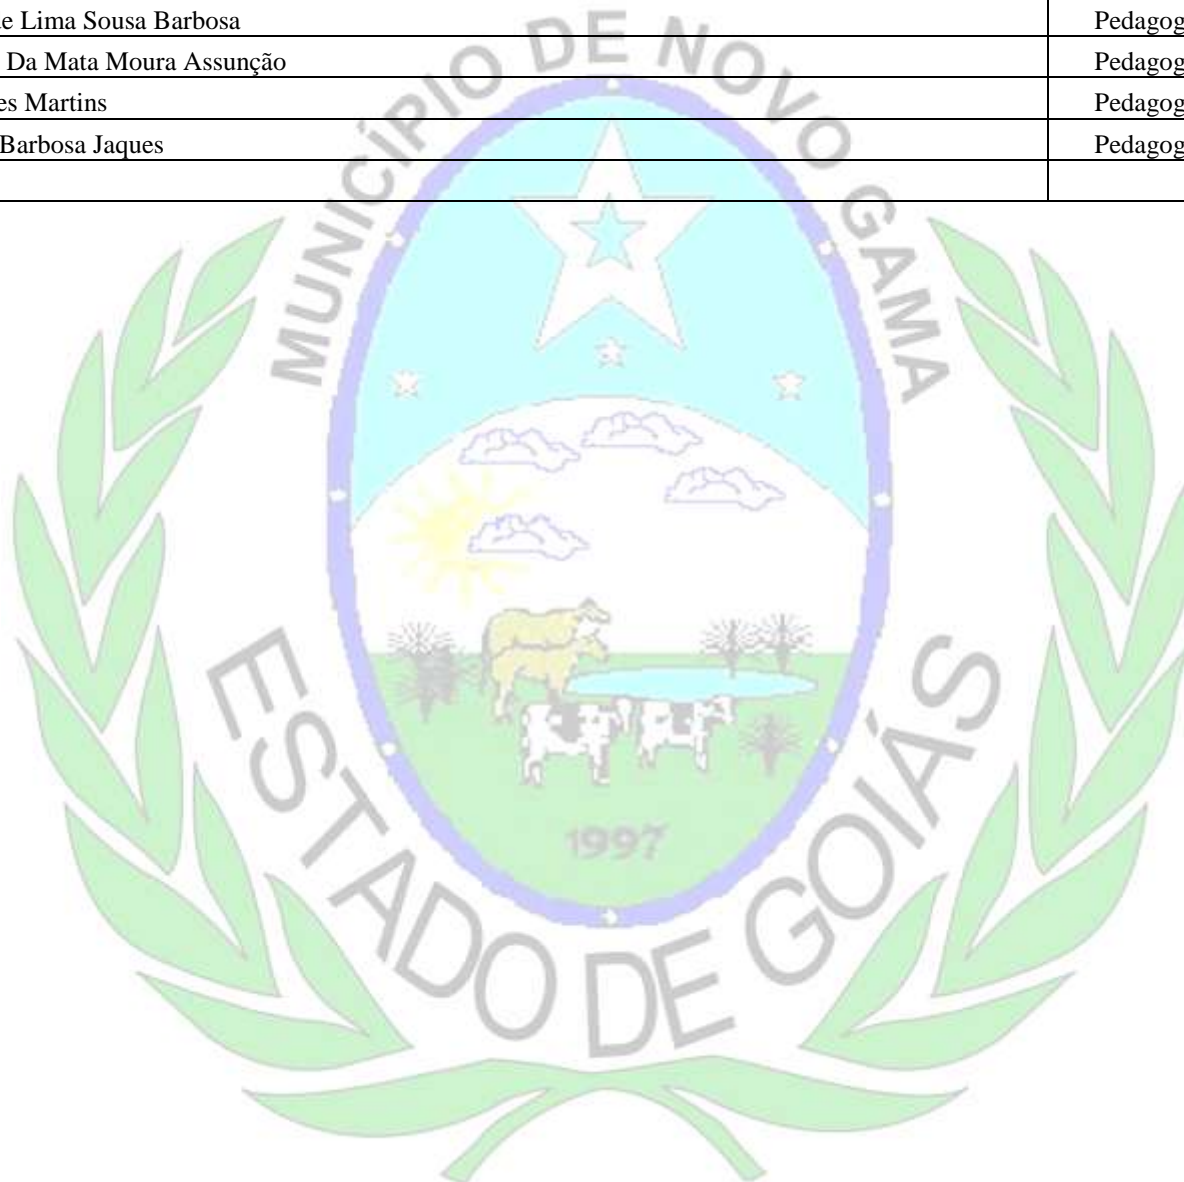 de Lima Sousa Barbosa Pedagog
Da Mata Moura Assunção Pedagog
es Martins Pedagog
Barbosa Jaques Pedagog
MUNICÍPIO DE NOVO GAMA
1997
ESTADO DE GOIÁS